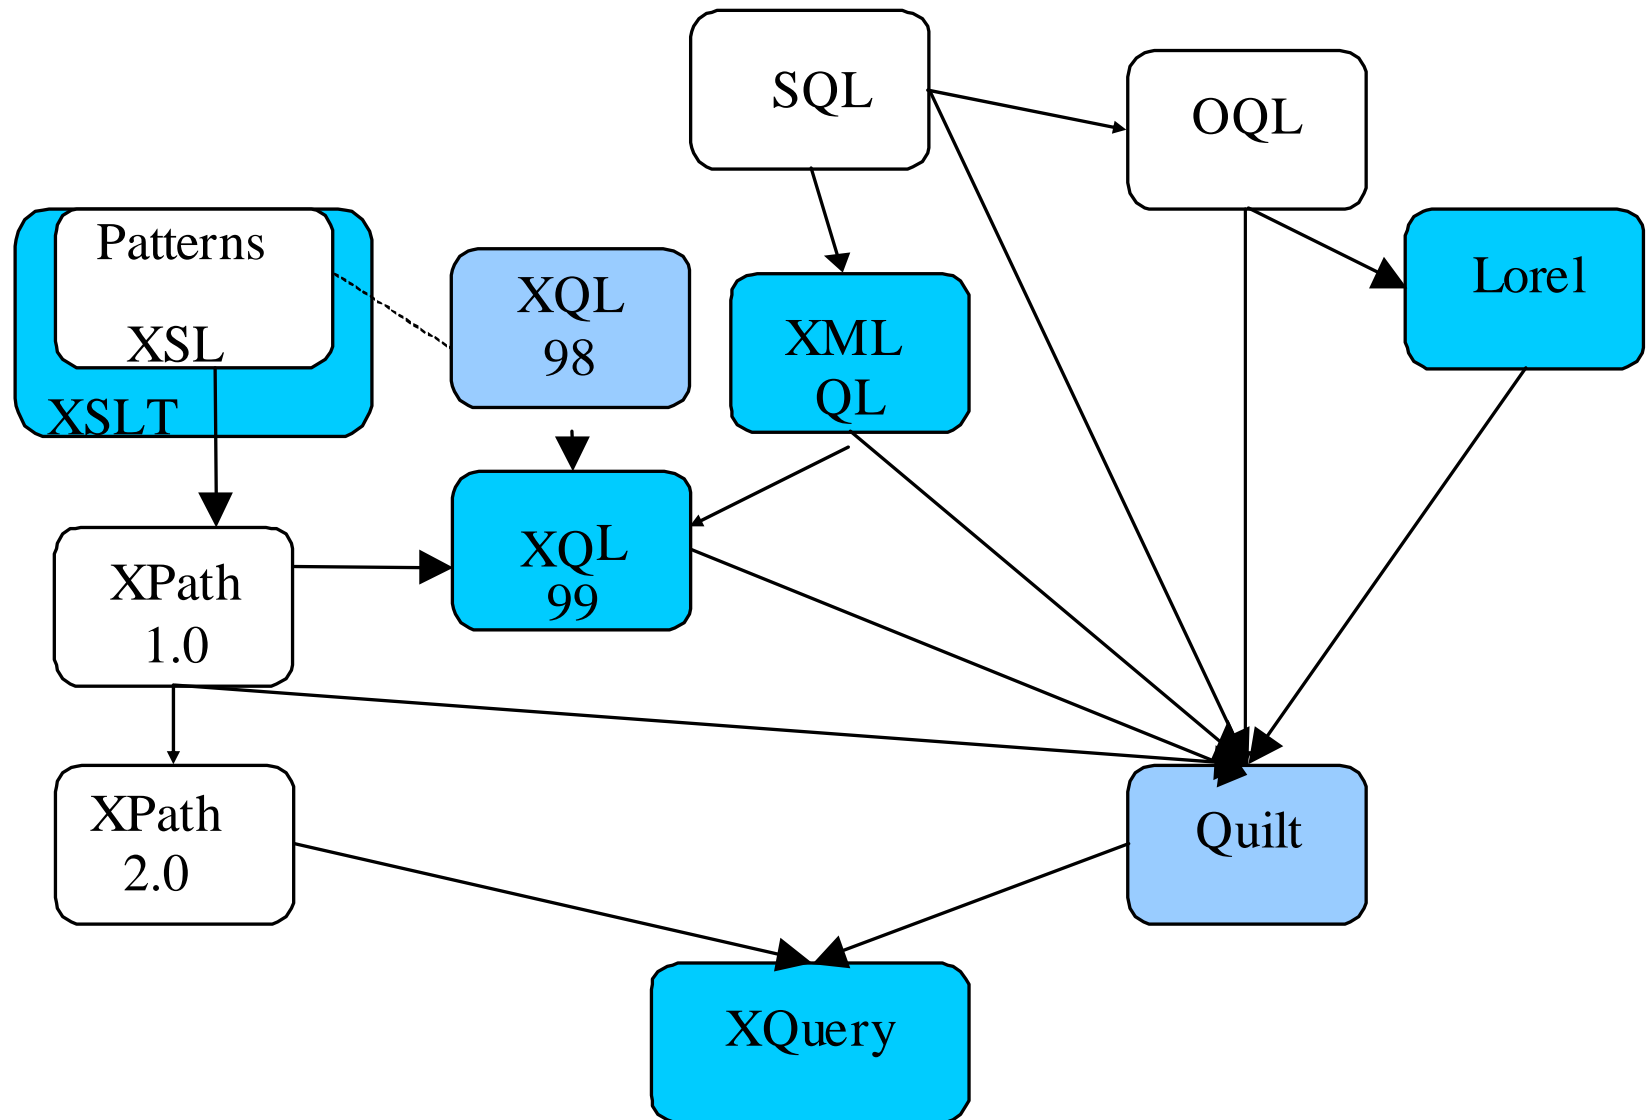 SQL
OQL
Patterns
XSL
XSLT
XQL
98
XML
QL
Lorel
XPath
1.0
XQL
99
XPath
2.0
Quilt
XQuery